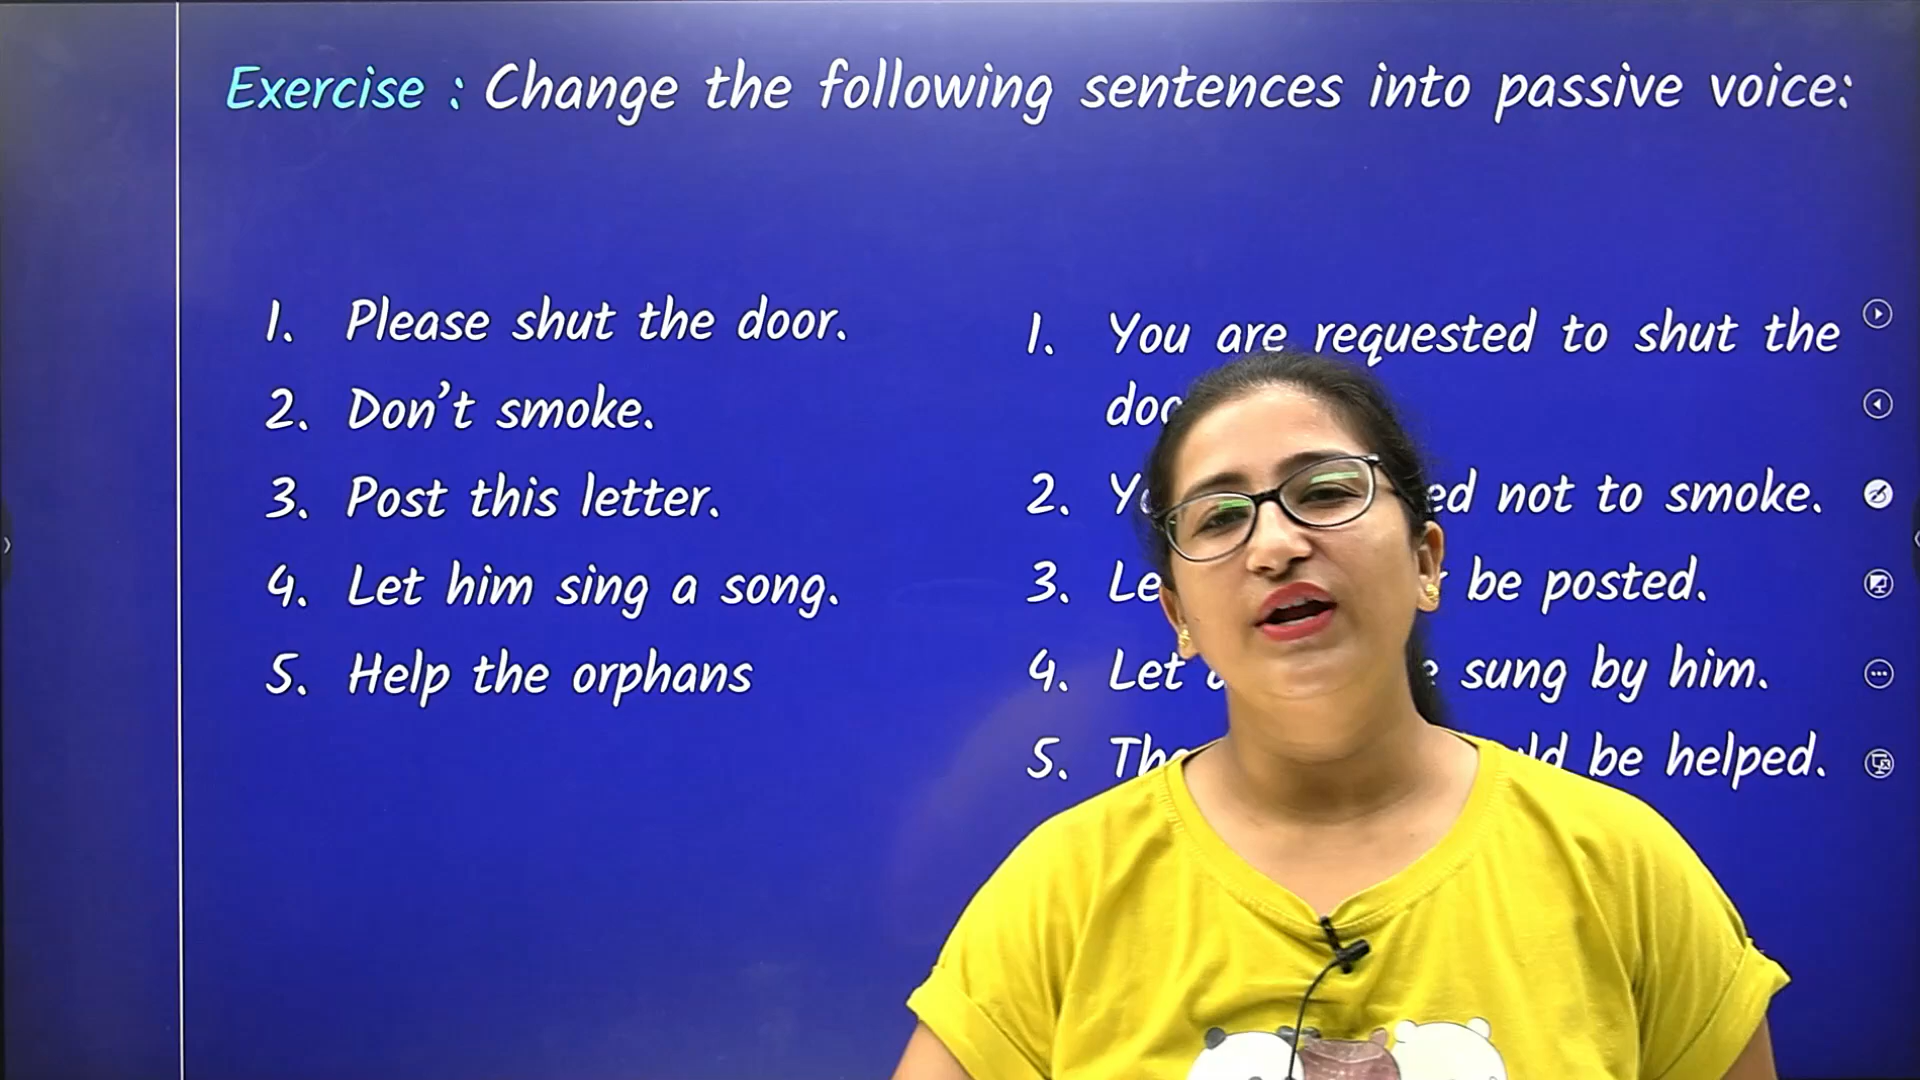 Exercise : Change the following sentences into passive voice:
1. Please shut the door.
2. Don't smoke.
3. Post this letter.
4. Let him sing a song.
5. Help the orphans
1. You are requested to shut the
2. not to smoke.
3. be posted.
4. Let sung by him.
5. be helped.